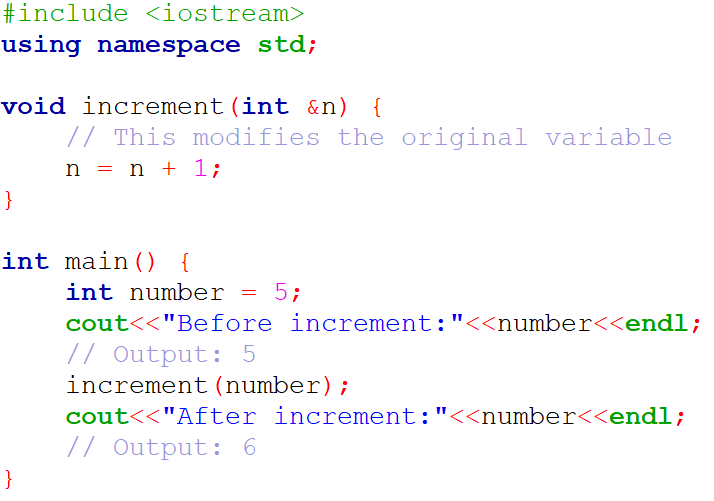 #include <iostream>
using namespace std;

void increment(int &n) {
    // This modifies the original variable
    n = n + 1;
}

int main() {
    int number = 5;
    cout<<"Before increment:"<<number<<endl;
    // Output: 5
    increment(number);
    cout<<"After increment:"<<number<<endl;
    // Output: 6
}